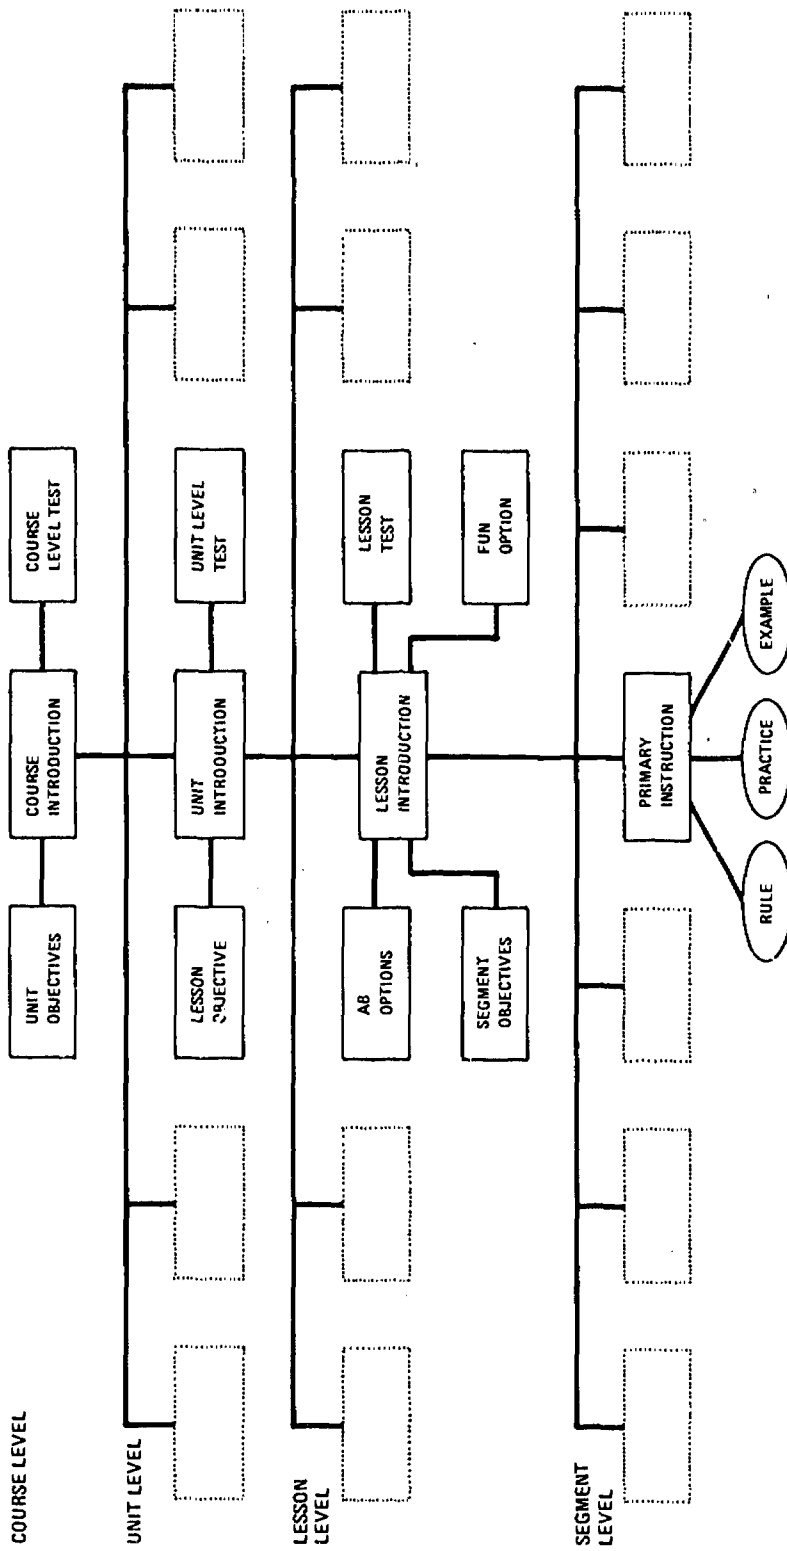 COURSE LEVEL
UNIT
OBJECTIVES
COURSE
INTRODUCTION
COURSE
LEVEL TEST
UNIT LEVEL
LESSON
OBJECTIVE
UNIT
INTRODUCTION
UNIT LEVEL
TEST
LESSON
LEVEL
AB
OPTIONS
LESSON
INTRODUCTION
LESSON
TEST
SEGMENT
OBJECTIVES
FUN
OPTION
SEGMENT
LEVEL
PRIMARY
INSTRUCTION
RULE
PRACTICE
EXAMPLE